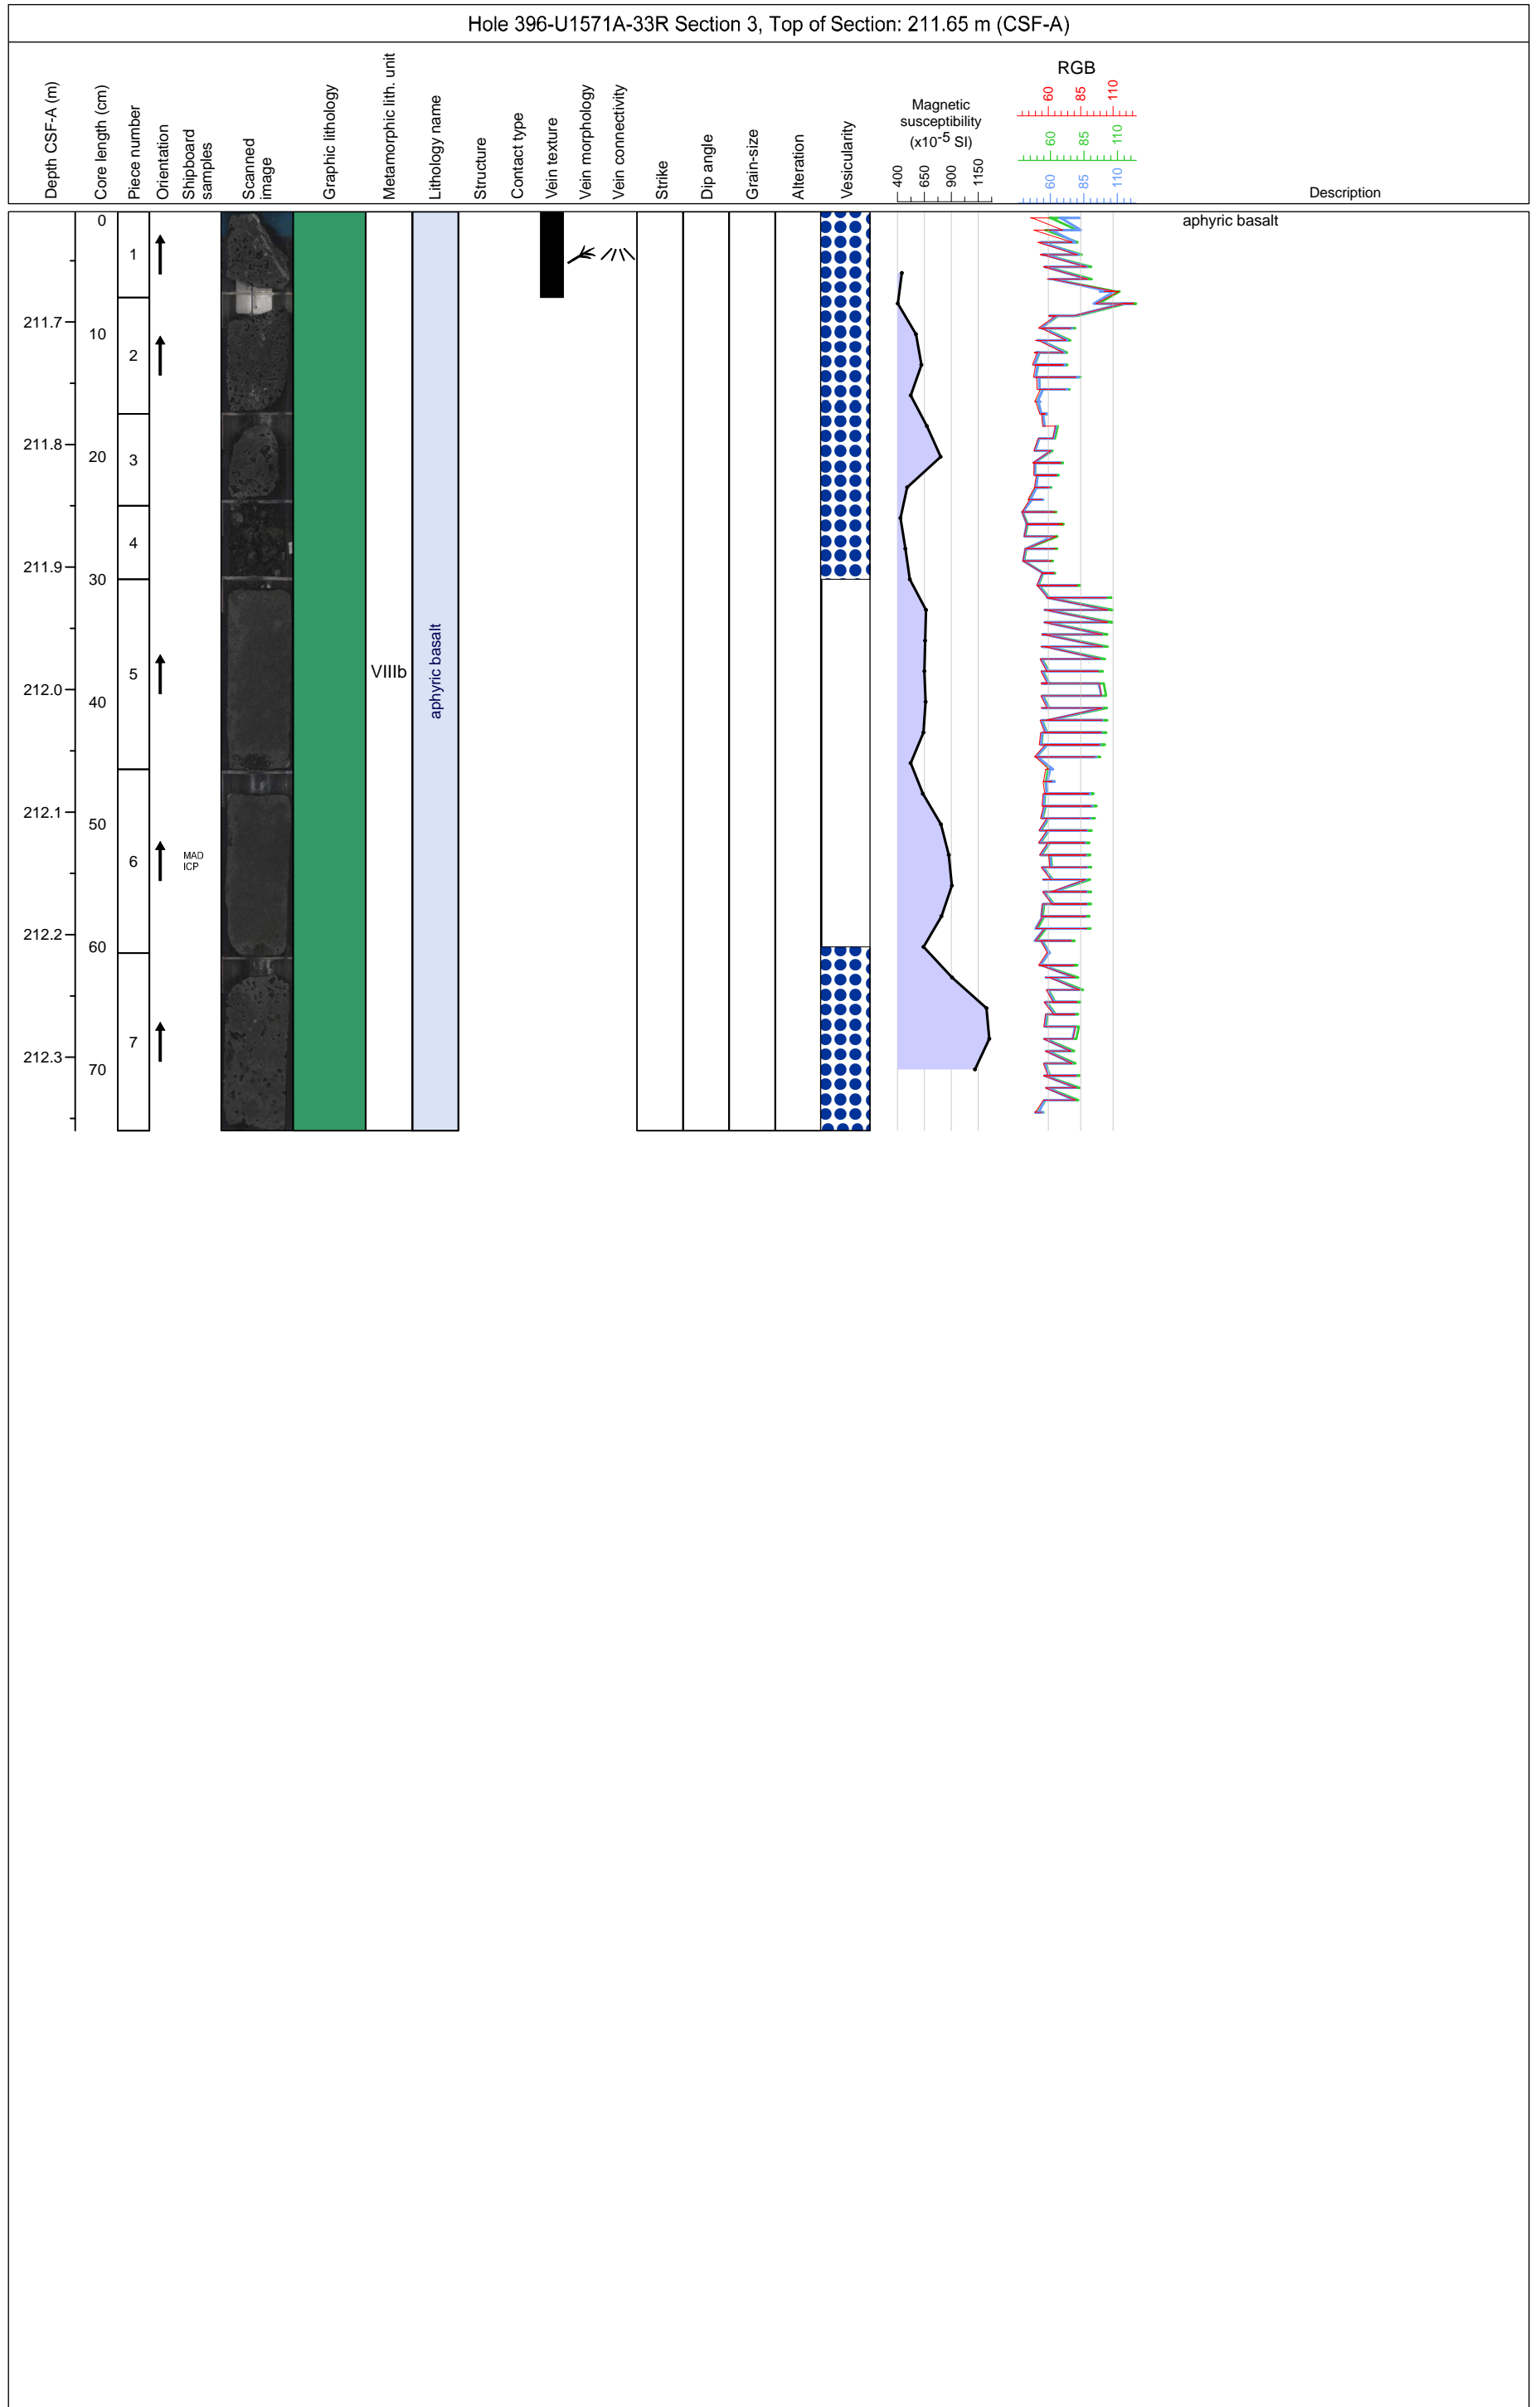 Hole 396-U1571A-33R Section 3, Top of Section: 211.65 m (CSF-A)
Depth CSF-A (m)
Core length (cm)
Piece number
Orientation
Shipboard
samples
Scanned
image
Graphic lithology
Metamorphic lith. unit
Lithology name
Structure
Contact type
Vein texture
Vein morphology
Vein connectivity
Strike
Dip angle
Grain-size
Alteration
Vesicularity
Magnetic
susceptibility
(x10-5 SI)
400 650 900 1150
RGB
60 85 110
60 85 110
60 85 110
Description
aphyric basalt
0
1
211.7
10
2
211.8
20
3
4
211.9
30
5
VIIIb
aphyric basalt
212.0
40
212.1
50
6
MAD
ICP
212.2
60
7
212.3
70